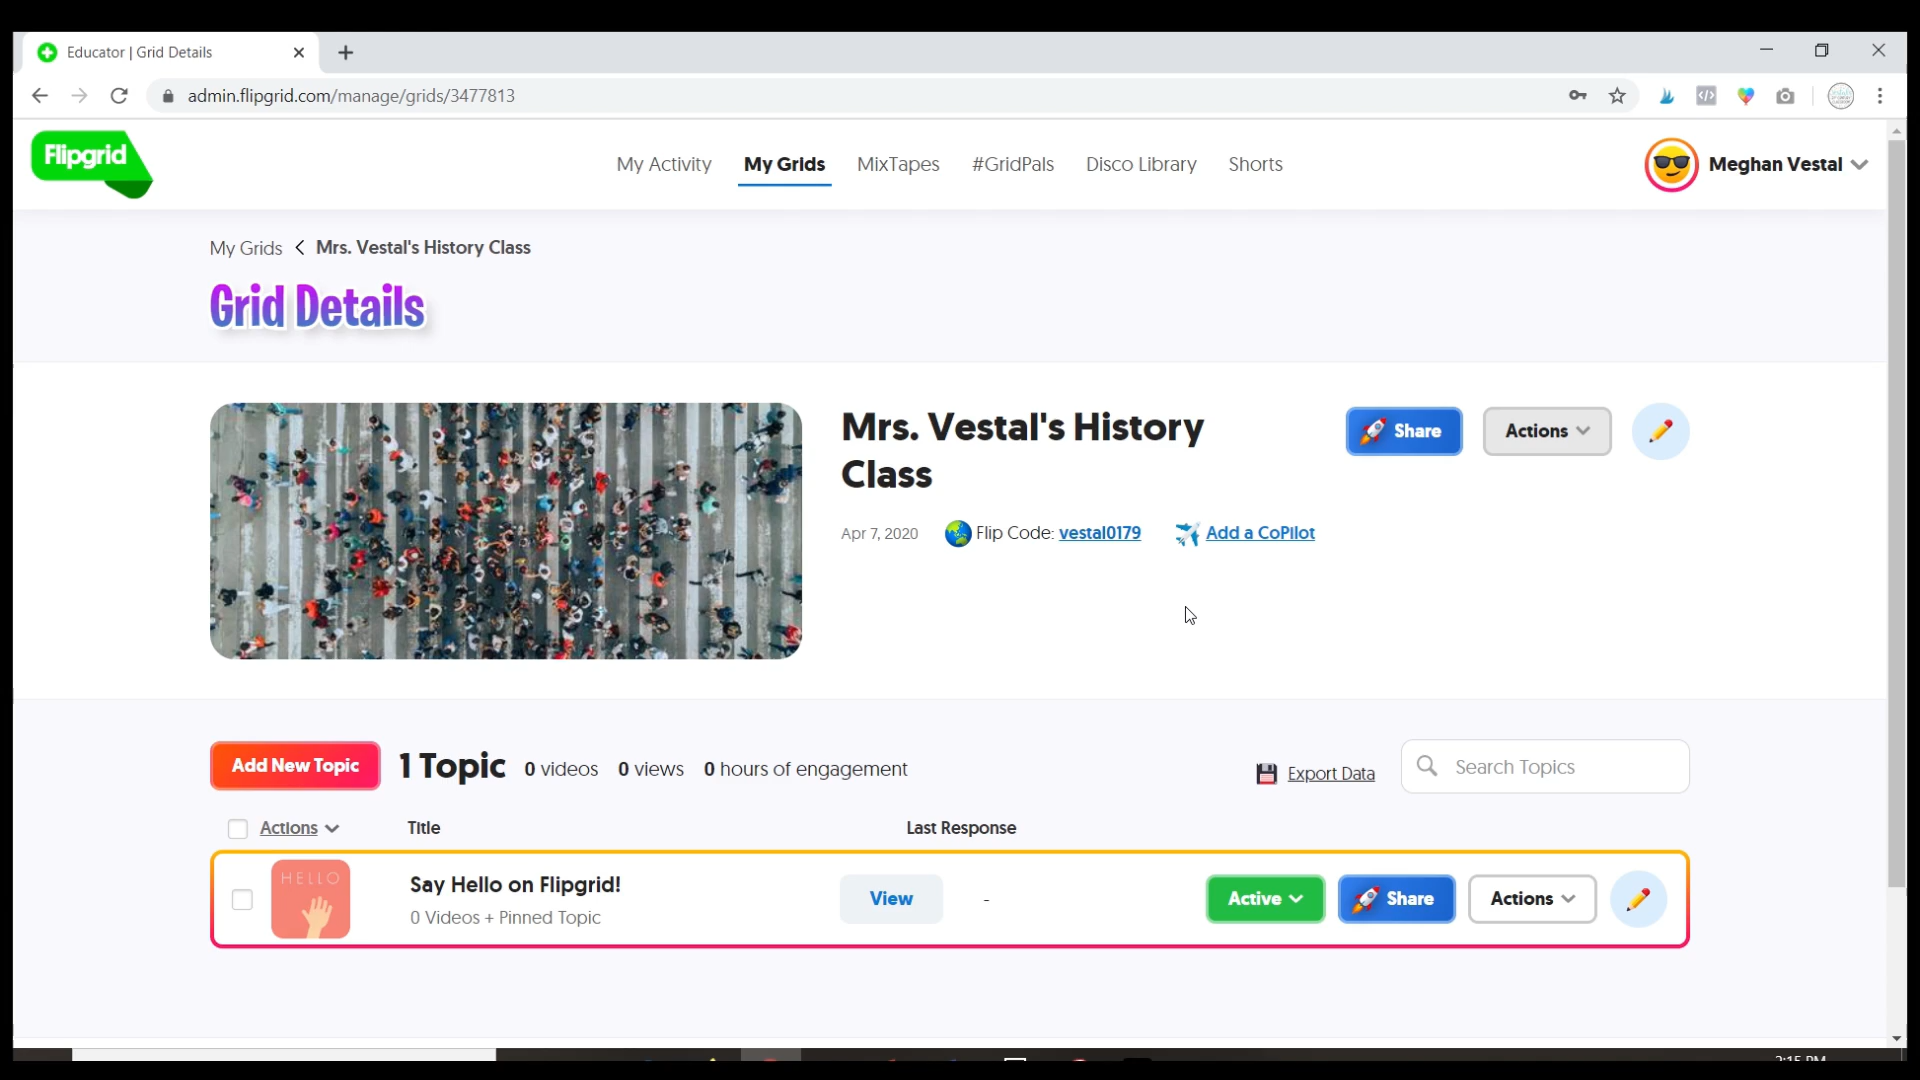 Educator | Grid Details
admin.flipgrid.com/manage/grids/3477813
Flipgrid
My Activity My Grids MixTapes #GridPals Disco Library Shorts
Meghan Vestal
My Grids < Mrs. Vestal's History Class
Grid Details
Mrs. Vestal's History
Class
Share Actions
Apr 7, 2020 Flip Code: vestal0179 Add a CoPilot
Add New Topic 1 Topic 0 videos 0 views 0 hours of engagement
Export Data Search Topics
Actions Title Last Response
HELLO
Say Hello on Flipgrid!
0 Videos + Pinned Topic
View - Active Share Actions